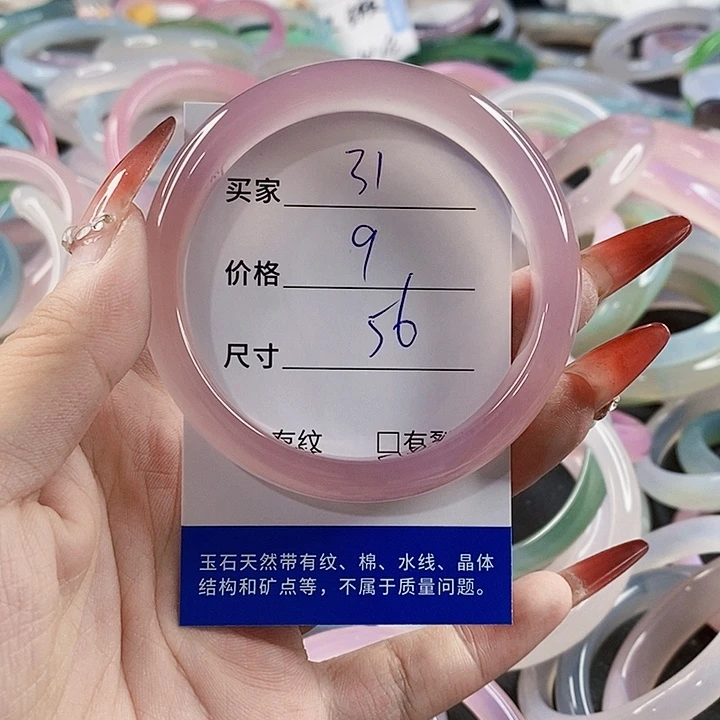 买家 31
价格 9
尺寸 56
有纹 只有裂
玉石天然带有纹、棉、水线、晶体
结构和矿点等，不属于质量问题。